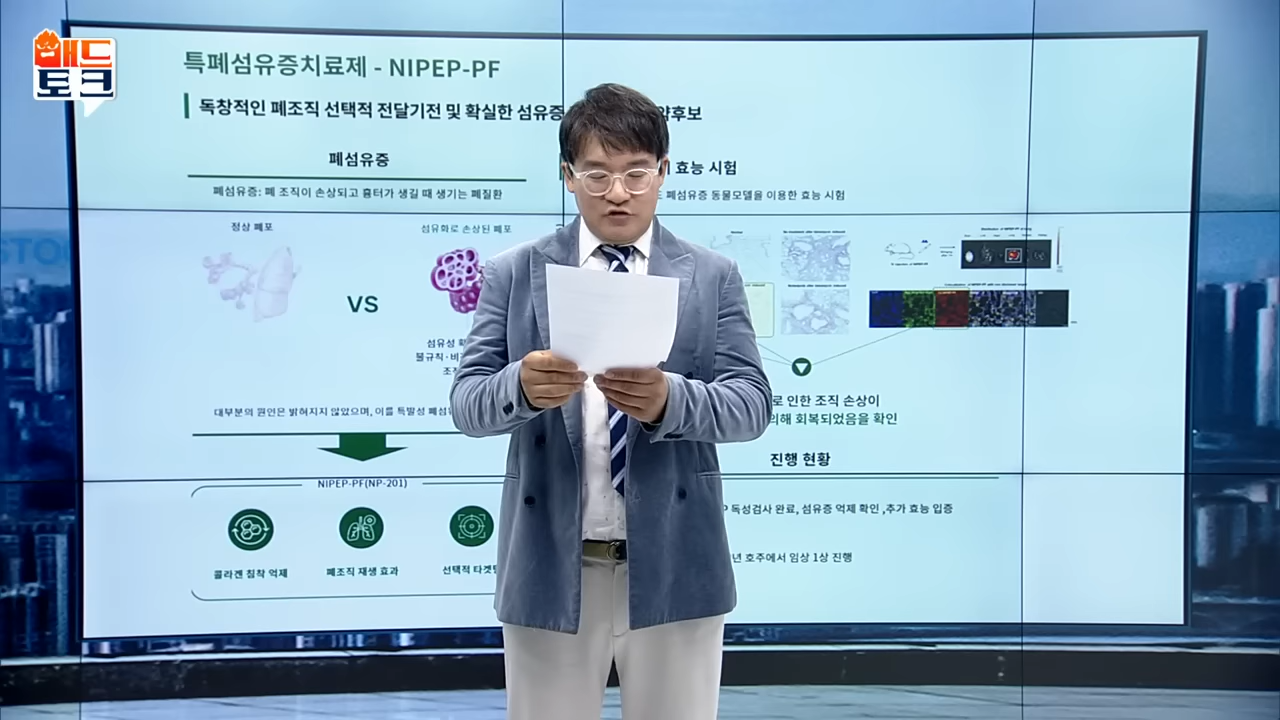 매드
토크
특폐섬유증치료제 - NIPEP-PF
독창적인 폐조직 선택적 전달기전 및 확실한 섬유증 약후보
폐섬유증
효능 시험
폐섬유증: 폐 조직이 손상되고 흉터가 생길 때 생기는 폐질환
폐섬유증 동물모델을 이용한 효능 시험
정상 폐포
섬유화로 손상된 폐포
VS
섬유성
불규칙·비
조직
로 인한 조직 손상이
의해 회복되었음을 확인
대부분의 원인은 밝혀지지 않았으며, 이를 특발성 폐섬유
진행 현황
NIPEP-PF(NP-201)
P 독성검사 완료, 섬유증 억제 확인 ,추가 효능 입증
년 호주에서 임상 1상 진행
콜라겐 침착 억제
폐조직 재생 효과
선택적 타겟팅
STO